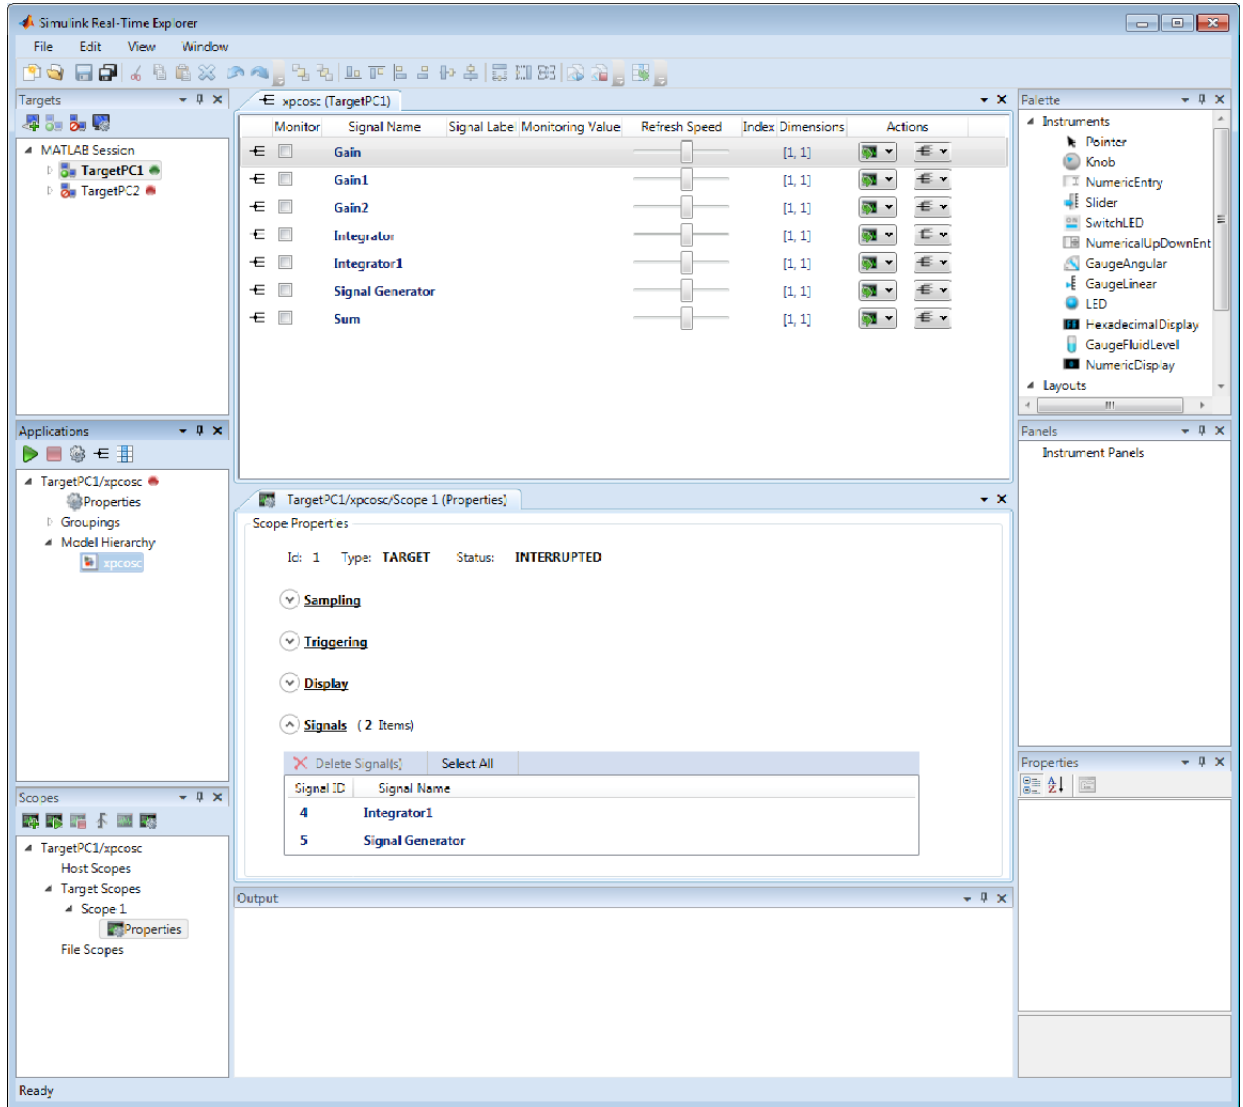 Simulink Real-Time Explorer
File Edit View Window
Targets
MATLAB Session
TargetPC1
TargetPC2
xpcosc (TargetPC1)
Monitor Signal Name Signal Label Monitoring Value Refresh Speed Index Dimensions Actions
Gain [1, 1]
Gain1 [1, 1]
Gain2 [1, 1]
Integrator [1, 1]
Integrator1 [1, 1]
Signal Generator [1, 1]
Sum [1, 1]
Palette
Instruments
Pointer
Knob
NumericEntry
Slider
SwitchLED
NumericalUpDownEnt
GaugeAngular
GaugeLinear
LED
HexadecimalDisplay
GaugeFluidLevel
NumericDisplay
Layouts
Applications
TargetPC1/xpcosc
Properties
Groupings
Model Hierarchy
xpcosc
TargetPC1/xpcosc/Scope 1 (Properties)
Scope Properties
Id: 1 Type: TARGET Status: INTERRUPTED
Sampling
Triggering
Display
Signals ( 2 Items)
Delete Signal(s) Select All
Signal ID Signal Name
4 Integrator1
5 Signal Generator
Panels
Instrument Panels
Properties
Scopes
TargetPC1/xpcosc
Host Scopes
Target Scopes
Scope 1
Properties
File Scopes
Output
Ready